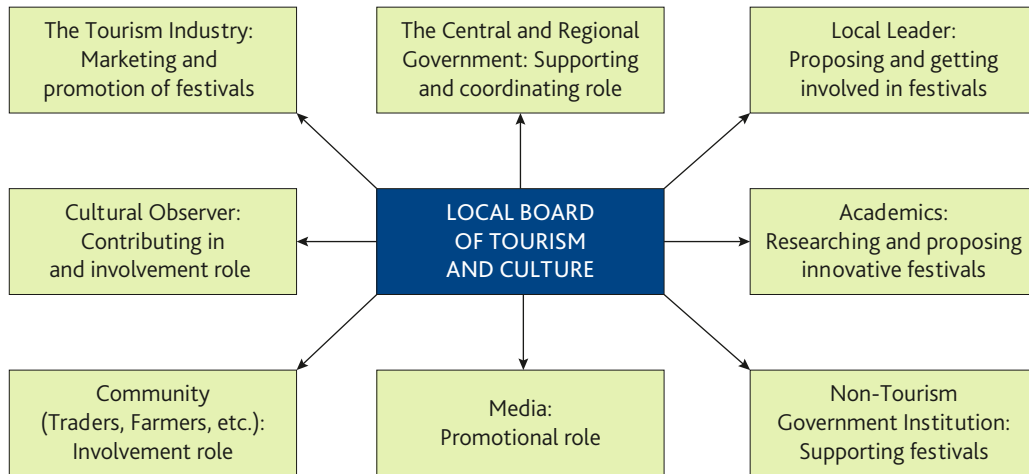 The Tourism Industry:
Marketing and
promotion of festivals
The Central and Regional
Government: Supporting
and coordinating role
Local Leader:
Proposing and getting
involved in festivals
Cultural Observer:
Contributing in
and involvement role
LOCAL BOARD
OF TOURISM
AND CULTURE
Academics:
Researching and proposing
innovative festivals
Community
(Traders, Farmers, etc.):
Involvement role
Media:
Promotional role
Non-Tourism
Government Institution:
Supporting festivals